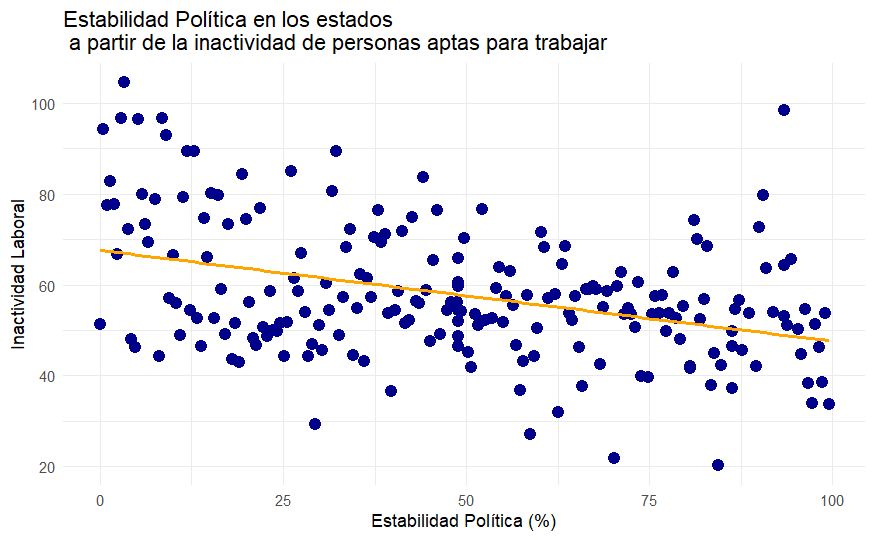 Estabilidad Política en los estados
a partir de la inactividad de personas aptas para trabajar
100
80
60
40
20
Inactividad Laboral
0 25 50 75 100
Estabilidad Política (%)